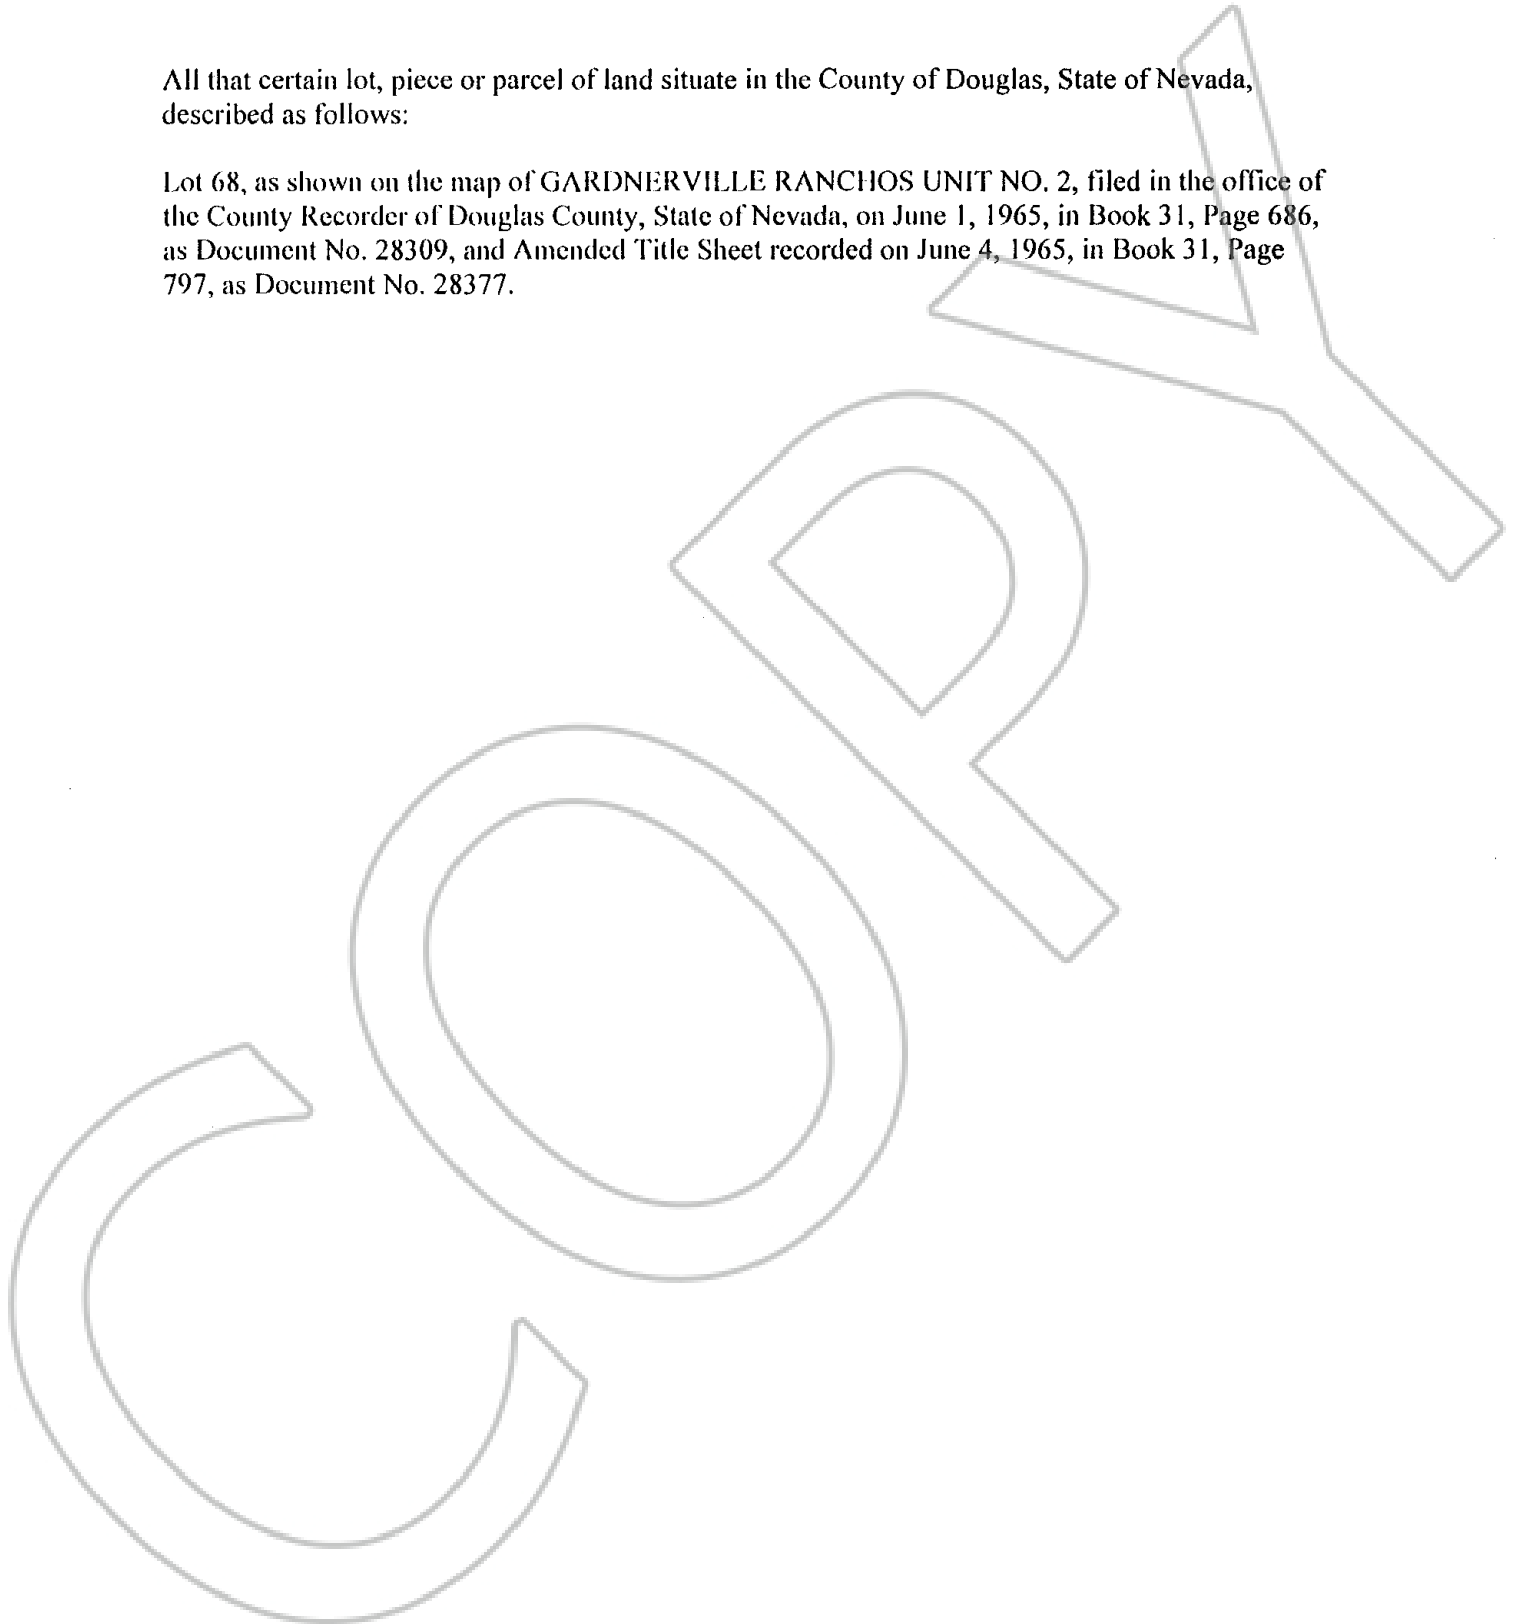 All that certain lot, piece or parcel of land situate in the County of Douglas, State of Nevada,
described as follows:
Lot 68, as shown on the map of GARDNERVILLE RANCHOS UNIT NO. 2, filed in the office of
the County Recorder of Douglas County, State of Nevada, on June 1, 1965, in Book 31, Page 686,
as Document No. 28309, and Amended Title Sheet recorded on June 4, 1965, in Book 31, Page
797, as Document No. 28377.
COPY